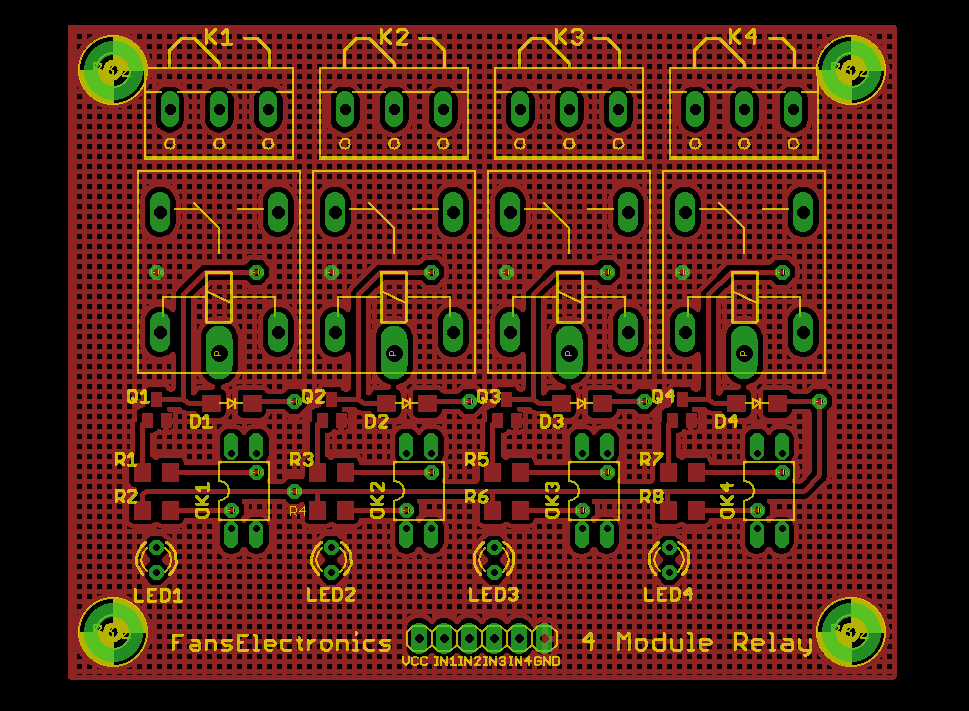 K1 K2 K3 K4
Q1 Q2 Q3 Q4
D1 D2 D3 D4
R1 R3 R5 R7
R2 R4 R6 R8
OK1 OK2 OK3 OK4
LED1 LED2 LED3 LED4
FansElectronics 4 Module Relay
VCC IN1 IN2 IN3 IN4 GND